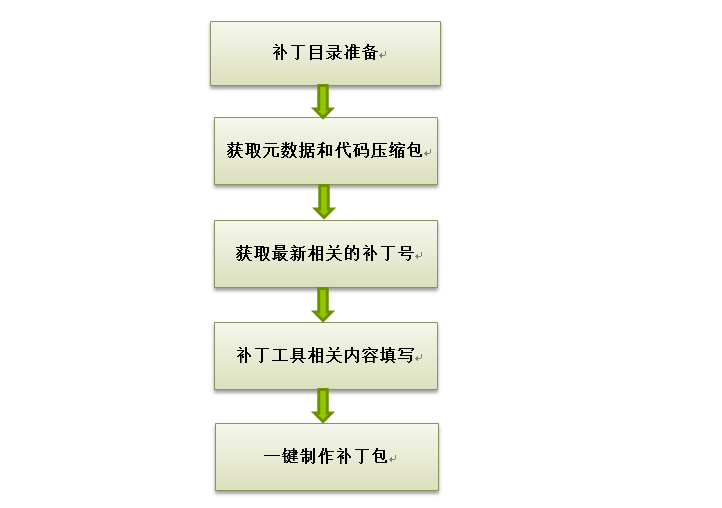 补丁目录准备
获取元数据和代码压缩包
获取最新相关的补丁号
补丁工具相关内容填写
一键制作补丁包